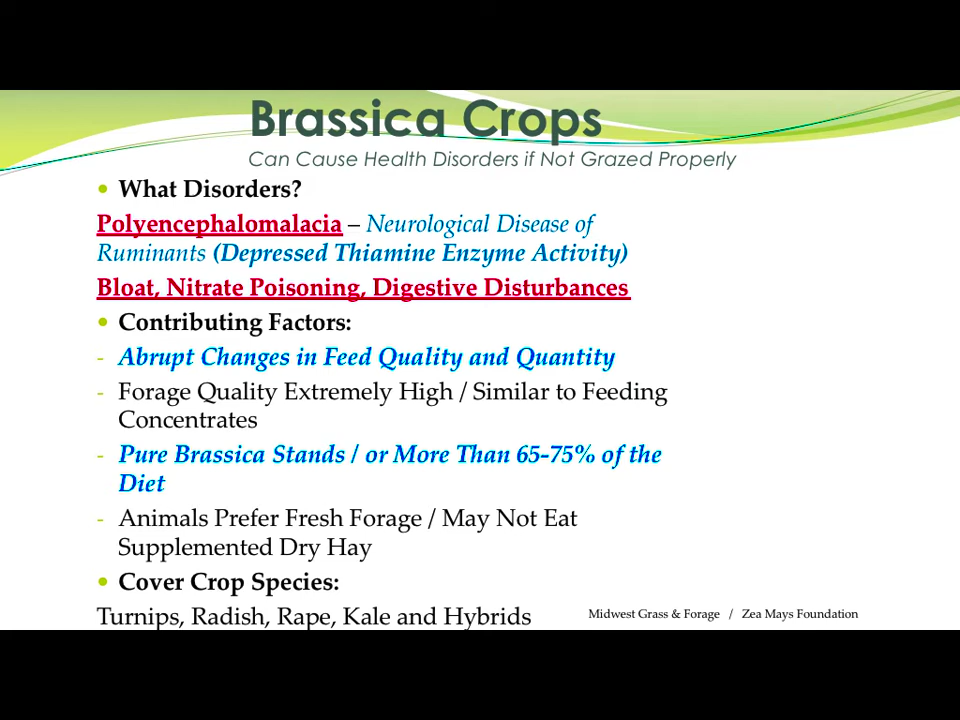 Brassica Crops
Can Cause Health Disorders if Not Grazed Properly
• What Disorders?
Polyencephalomalacia – Neurological Disease of
Ruminants (Depressed Thiamine Enzyme Activity)
Bloat, Nitrate Poisoning, Digestive Disturbances
• Contributing Factors:
- Abrupt Changes in Feed Quality and Quantity
- Forage Quality Extremely High / Similar to Feeding
Concentrates
- Pure Brassica Stands / or More Than 65-75% of the
Diet
- Animals Prefer Fresh Forage / May Not Eat
Supplemented Dry Hay
• Cover Crop Species:
Turnips, Radish, Rape, Kale and Hybrids
Midwest Grass & Forage / Zea Mays Foundation